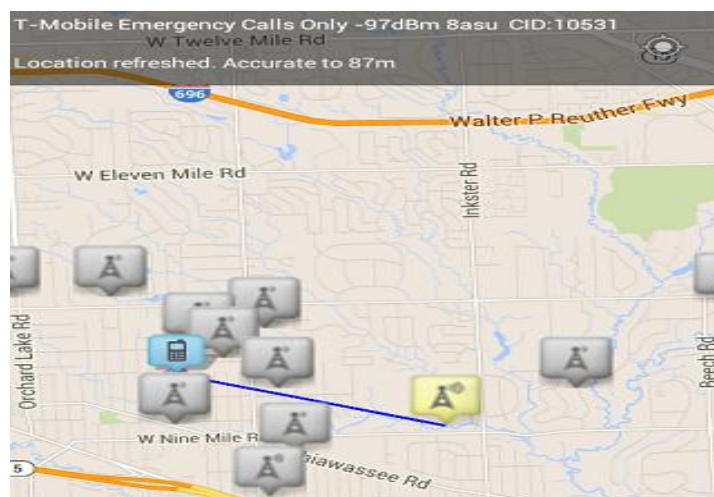 T-Mobile Emergency Calls Only -97dBm 8asu CID:10531
W Twelve Mile Rd
Location refreshed. Accurate to 87m
696
Walter P Reuther Fwy
W Eleven Mile Rd
Inkster Rd
Orchard Lake Rd
Beech Rd
W Nine Mile R
iawassee Rd
5